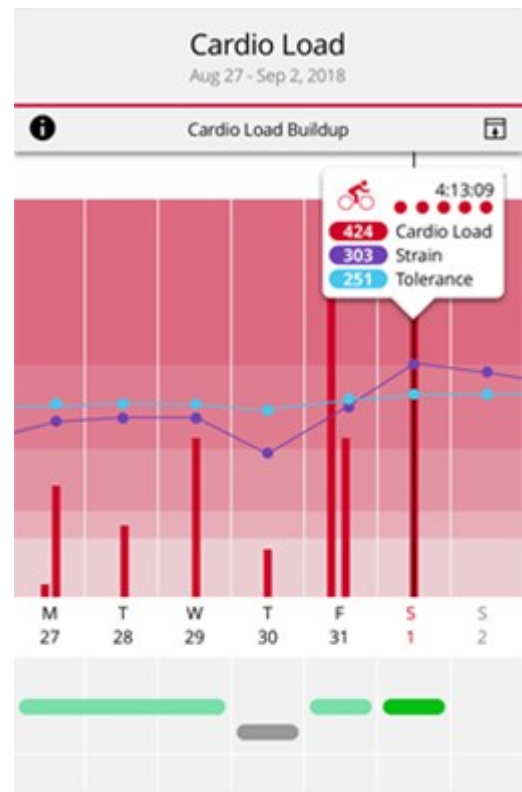 Cardio Load
Aug 27 - Sep 2, 2018
Cardio Load Buildup
4:13:09
424 Cardio Load
303 Strain
251 Tolerance
M T W T F S S
27 28 29 30 31 1 2